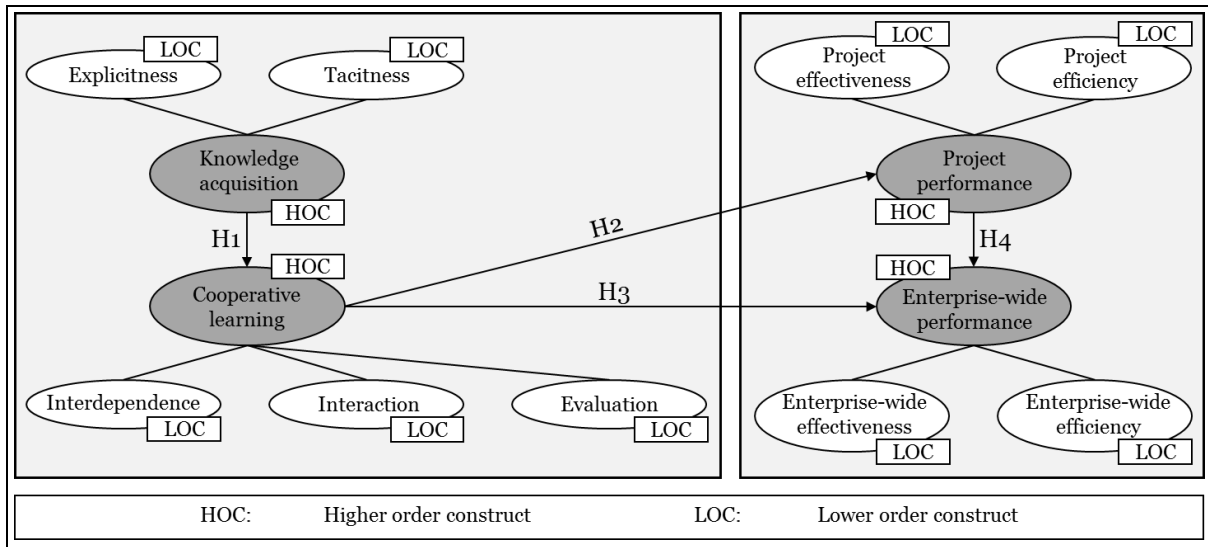 LOC
LOC
Explicitness
Tacitness
Knowledge
acquisition
HOC
H1
HOC
Cooperative
learning
Interdependence
LOC
Interaction
LOC
Evaluation
LOC
H2
H3
LOC
LOC
Project
effectiveness
Project
efficiency
Project
performance
HOC
H4
HOC
Enterprise-wide
performance
Enterprise-wide
effectiveness
LOC
Enterprise-wide
efficiency
LOC
HOC: Higher order construct LOC: Lower order construct